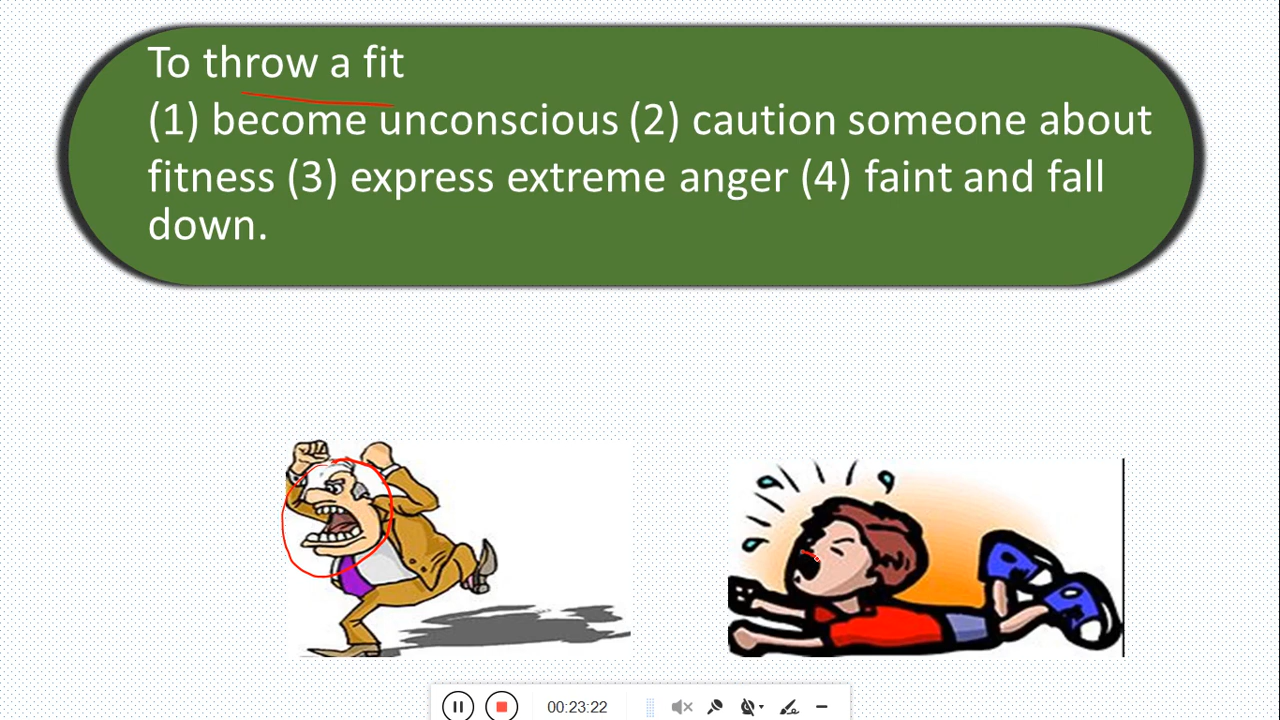 To throw a fit
(1) become unconscious (2) caution someone about
fitness (3) express extreme anger (4) faint and fall
down.
00:23:22